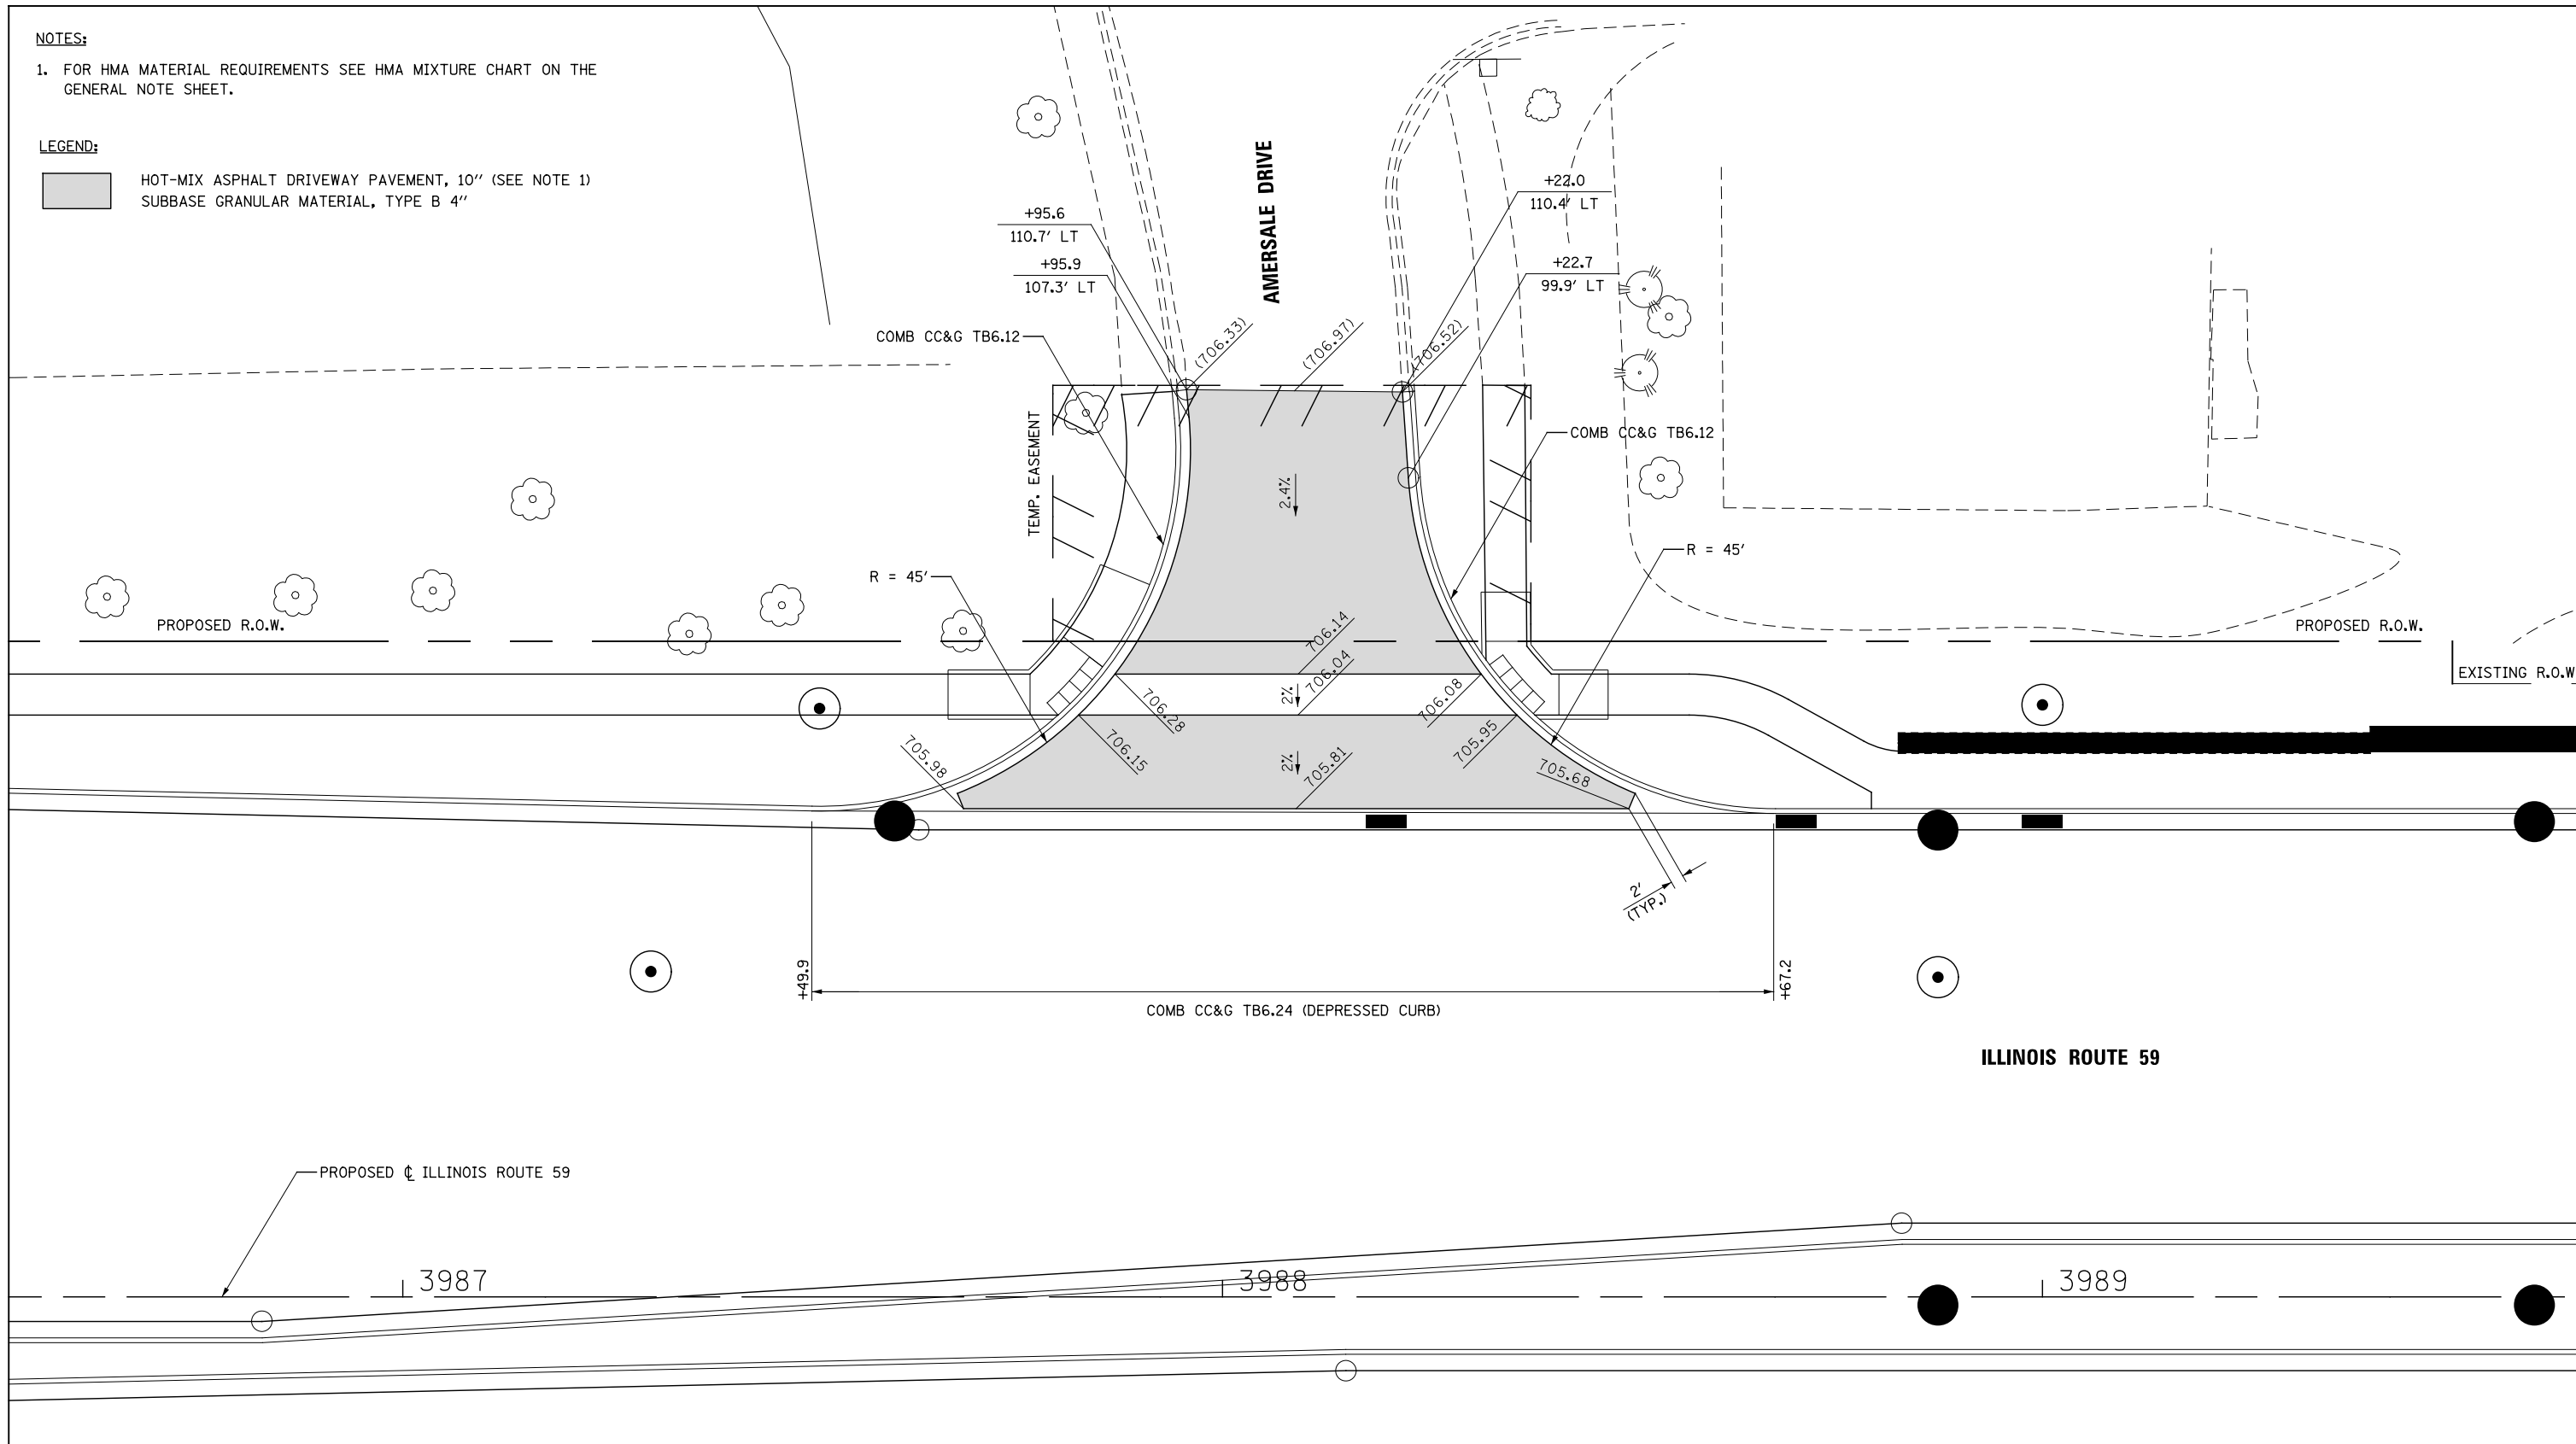 NOTES:
1. FOR HMA MATERIAL REQUIREMENTS SEE HMA MIXTURE CHART ON THE
GENERAL NOTE SHEET.
LEGEND:
HOT-MIX ASPHALT DRIVEWAY PAVEMENT, 10" (SEE NOTE 1)
SUBBASE GRANULAR MATERIAL, TYPE B 4"
AMERSALE DRIVE
+22.0
110.4' LT
+95.6
110.7' LT
+95.9
107.3' LT
+22.7
99.9' LT
COMB CC&G TB6.12
(706.33)
(706.97)
(706.52)
COMB CC&G TB6.12
TEMP. EASEMENT
2.4%
R = 45'
R = 45'
PROPOSED R.O.W.
PROPOSED R.O.W.
EXISTING R.O.W
706.14
706.04
2%
706.28
706.08
706.15
705.95
705.98
2%
705.81
705.68
2'
(TYP.)
+49.9
+67.2
COMB CC&G TB6.24 (DEPRESSED CURB)
ILLINOIS ROUTE 59
PROPOSED ℄ ILLINOIS ROUTE 59
3987
3988
3989